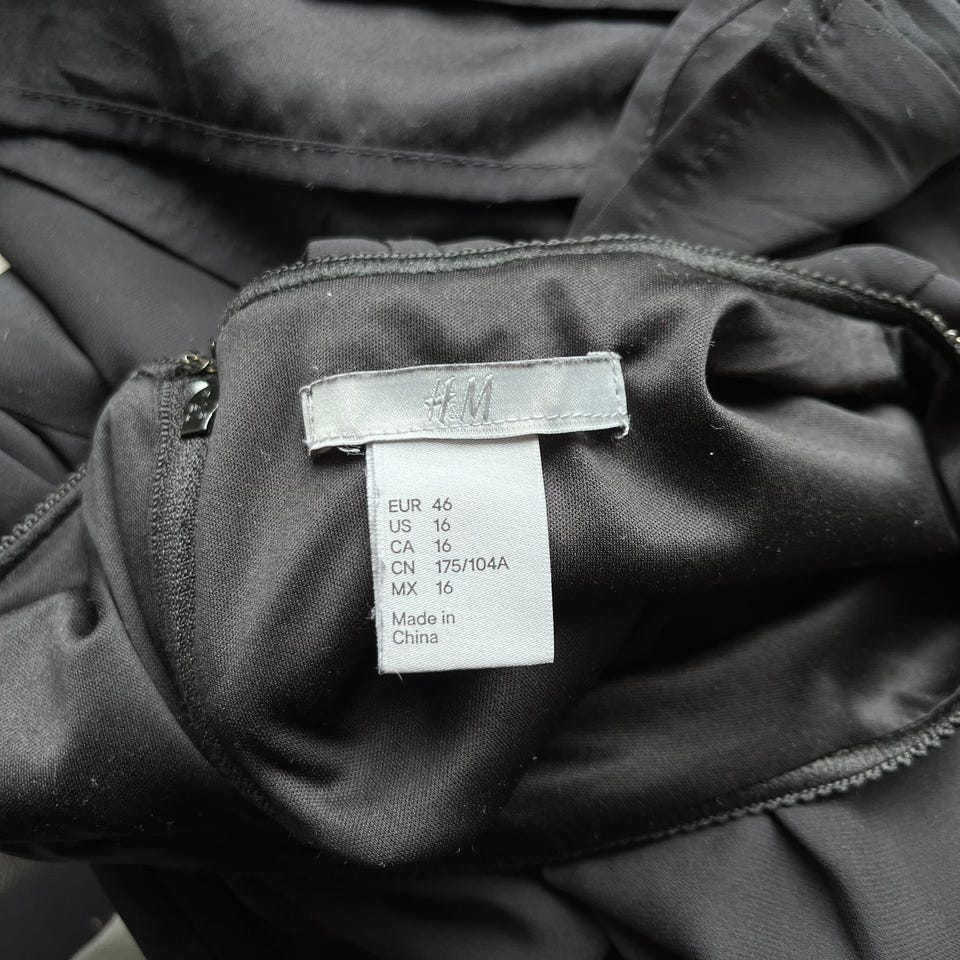 H&M
EUR 46
US 16
CA 16
CN 175/104A
MX 16
Made in
China